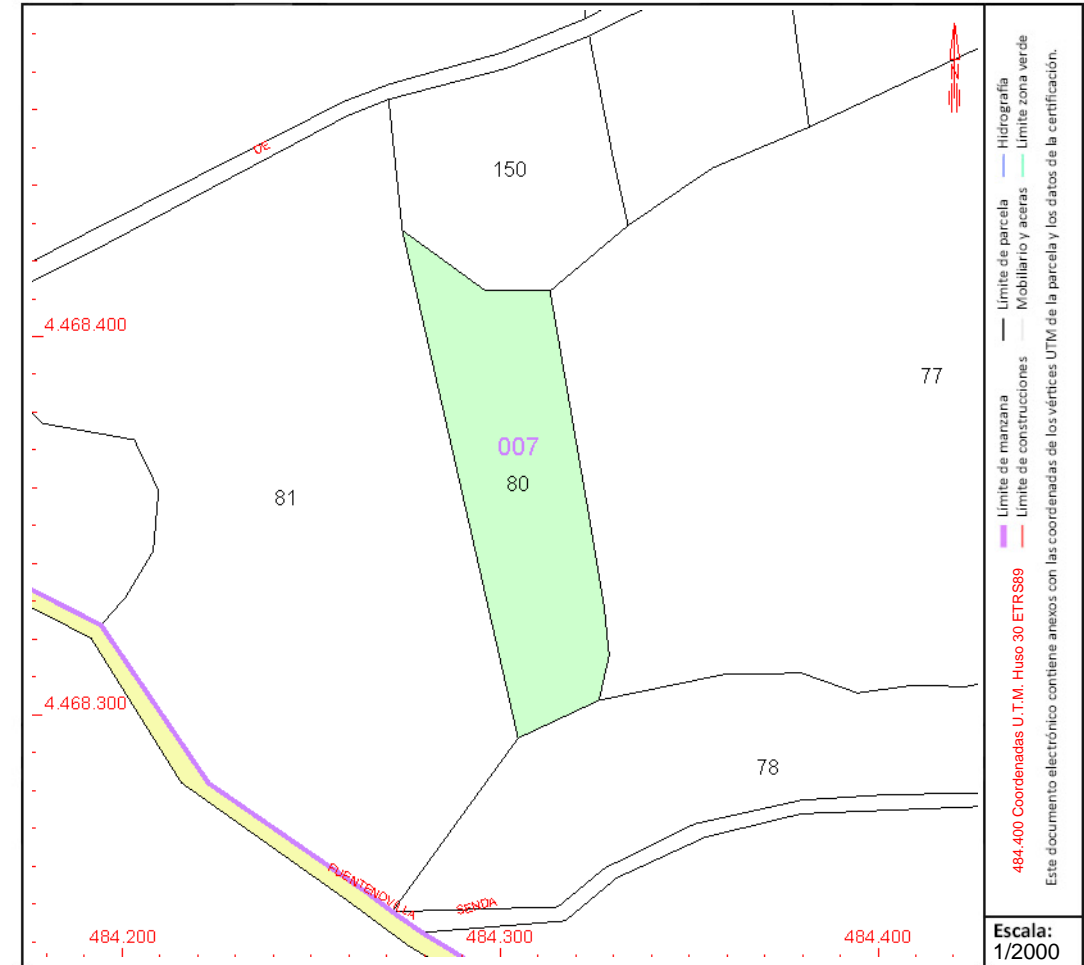 DE
150
4.468.400
77
007
80
81
4.468.300
78
FUENTENOVILLA
SENDA
484.200
484.300
484.400
N
Límite de manzana
Límite de parcela
Hidrografía
Límite de construcciones
Mobiliario y aceras
Límite zona verde
484.400 Coordenadas U.T.M. Huso 30 ETRS89
Este documento electrónico contiene anexos con las coordenadas de los vértices UTM de la parcela y los datos de la certificación.
Escala:
1/2000